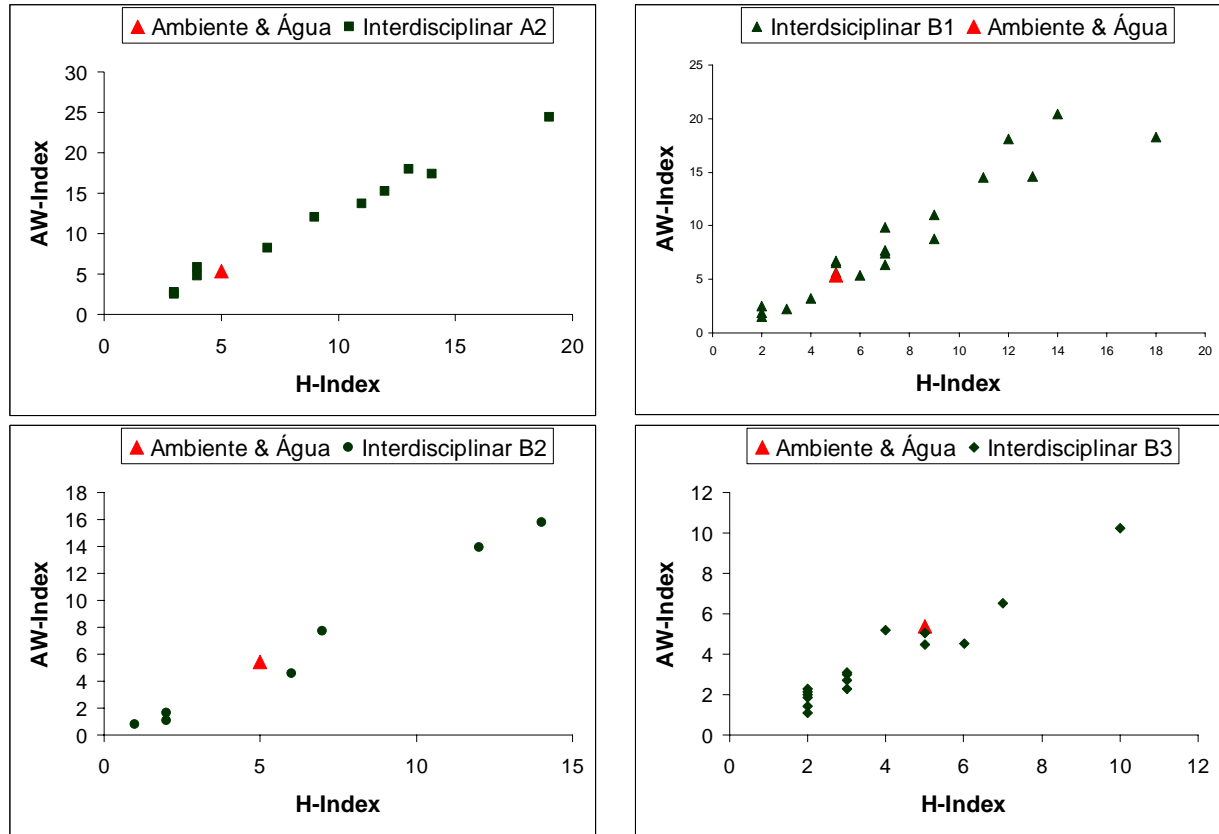 Ambiente & Água Interdisciplinar A2
30
25
20
15
10
5
0
AW-Index
0 5 10 15 20
H-Index
Interdsiciplinar B1 Ambiente & Água
25
20
15
10
5
0
AW-Index
0 2 4 6 8 10 12 14 16 18 20
H-Index
Ambiente & Água Interdisciplinar B2
18
16
14
12
10
8
6
4
2
0
AW-Index
0 5 10 15
H-Index
Ambiente & Água Interdisciplinar B3
12
10
8
6
4
2
0
AW-Index
0 2 4 6 8 10 12
H-Index